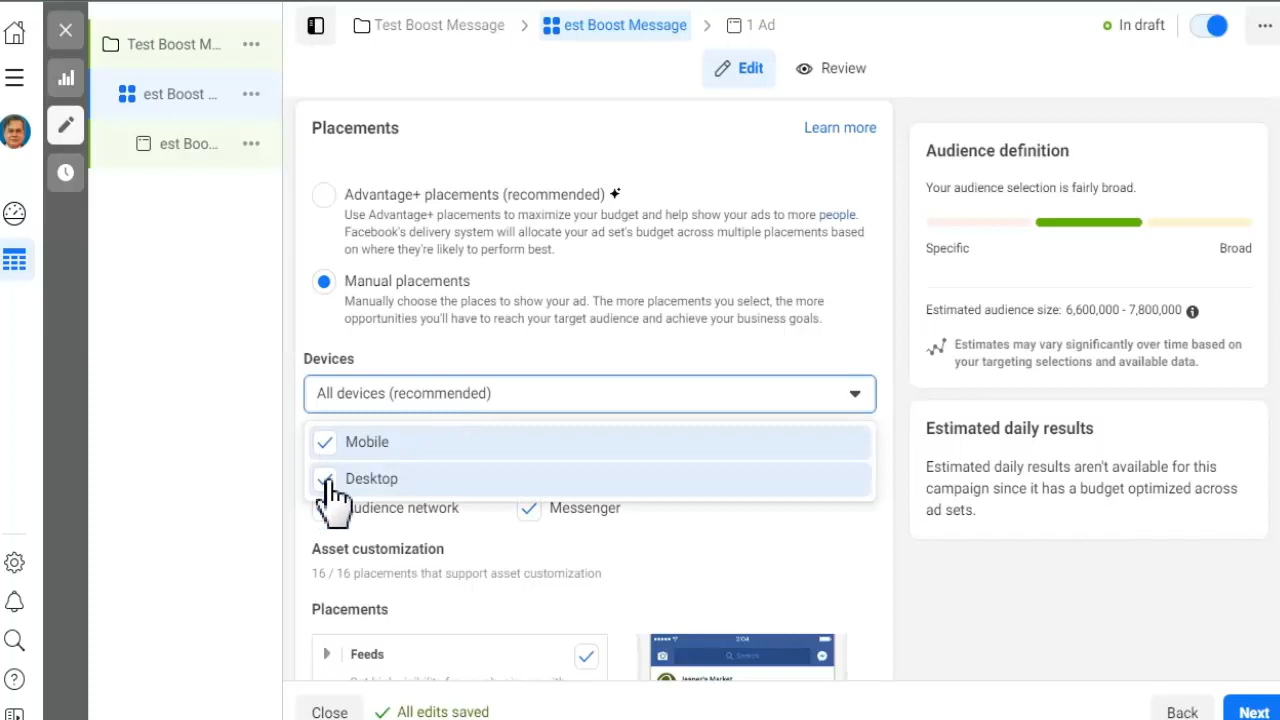 Test Boost M...
est Boost ...
est Boo...
Test Boost Message
est Boost Message
1 Ad
In draft
Edit
Review
Placements
Learn more
Advantage+ placements (recommended)
Use Advantage+ placements to maximize your budget and help show your ads to more people.
Facebook's delivery system will allocate your ad set's budget across multiple placements based
on where they're likely to perform best.
Manual placements
Manually choose the places to show your ad. The more placements you select, the more
opportunities you'll have to reach your target audience and achieve your business goals.
Devices
All devices (recommended)
Mobile
Desktop
udience network
Messenger
Asset customization
16 / 16 placements that support asset customization
Placements
Feeds
2:04
Search
Jasper's Market
Audience definition
Your audience selection is fairly broad.
Specific
Broad
Estimated audience size: 6,600,000 - 7,800,000
Estimates may vary significantly over time based on
your targeting selections and available data.
Estimated daily results
Estimated daily results aren't available for this
campaign since it has a budget optimized across
ad sets.
Close
All edits saved
Back
Next